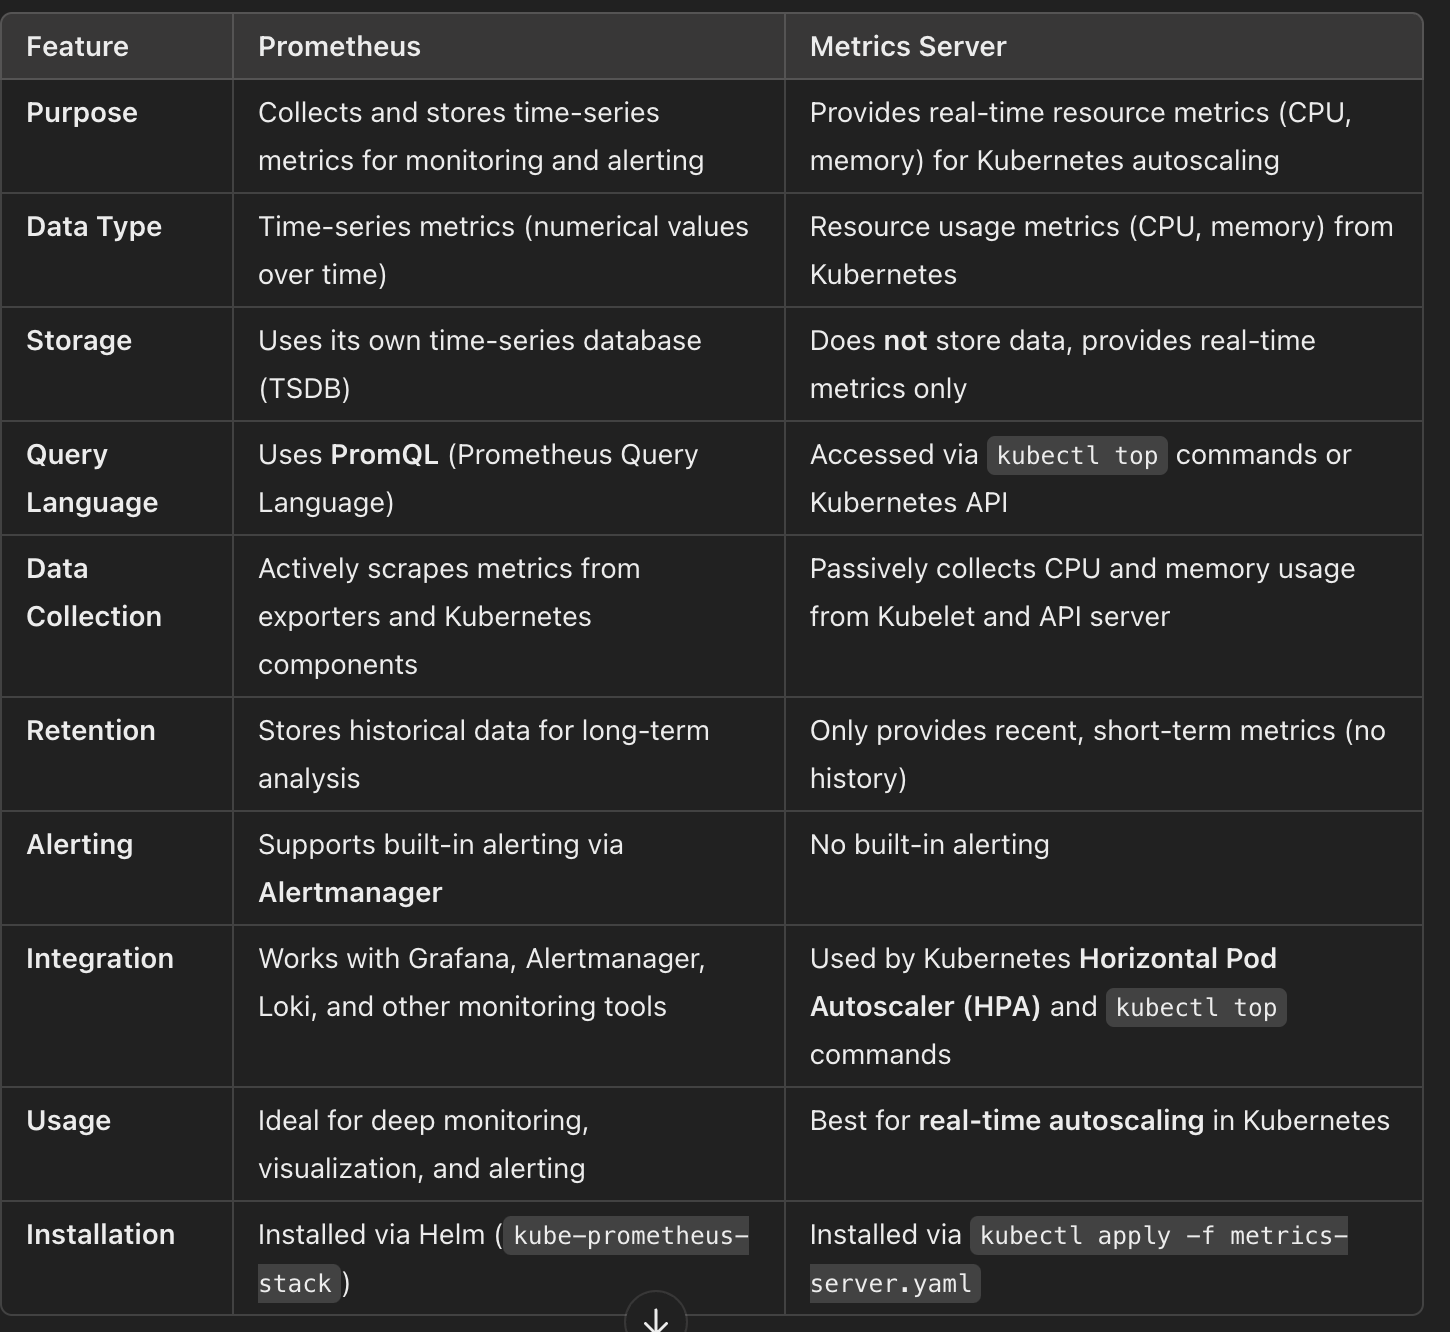 Feature Prometheus Metrics Server
Purpose Collects and stores time-series Provides real-time resource metrics (CPU,
metrics for monitoring and alerting memory) for Kubernetes autoscaling
Data Type Time-series metrics (numerical values Resource usage metrics (CPU, memory) from
over time) Kubernetes
Storage Uses its own time-series database Does not store data, provides real-time
(TSDB) metrics only
Query Uses PromQL (Prometheus Query Accessed via kubectl top commands or
Language Language) Kubernetes API
Data Actively scrapes metrics from Passively collects CPU and memory usage
Collection exporters and Kubernetes from Kubelet and API server
components
Retention Stores historical data for long-term Only provides recent, short-term metrics (no
analysis history)
Alerting Supports built-in alerting via No built-in alerting
Alertmanager
Integration Works with Grafana, Alertmanager, Used by Kubernetes Horizontal Pod
Loki, and other monitoring tools Autoscaler (HPA) and kubectl top
commands
Usage Ideal for deep monitoring, Best for real-time autoscaling in Kubernetes
visualization, and alerting
Installation Installed via Helm (kube-prometheus- Installed via kubectl apply -f metrics-
stack) server.yaml